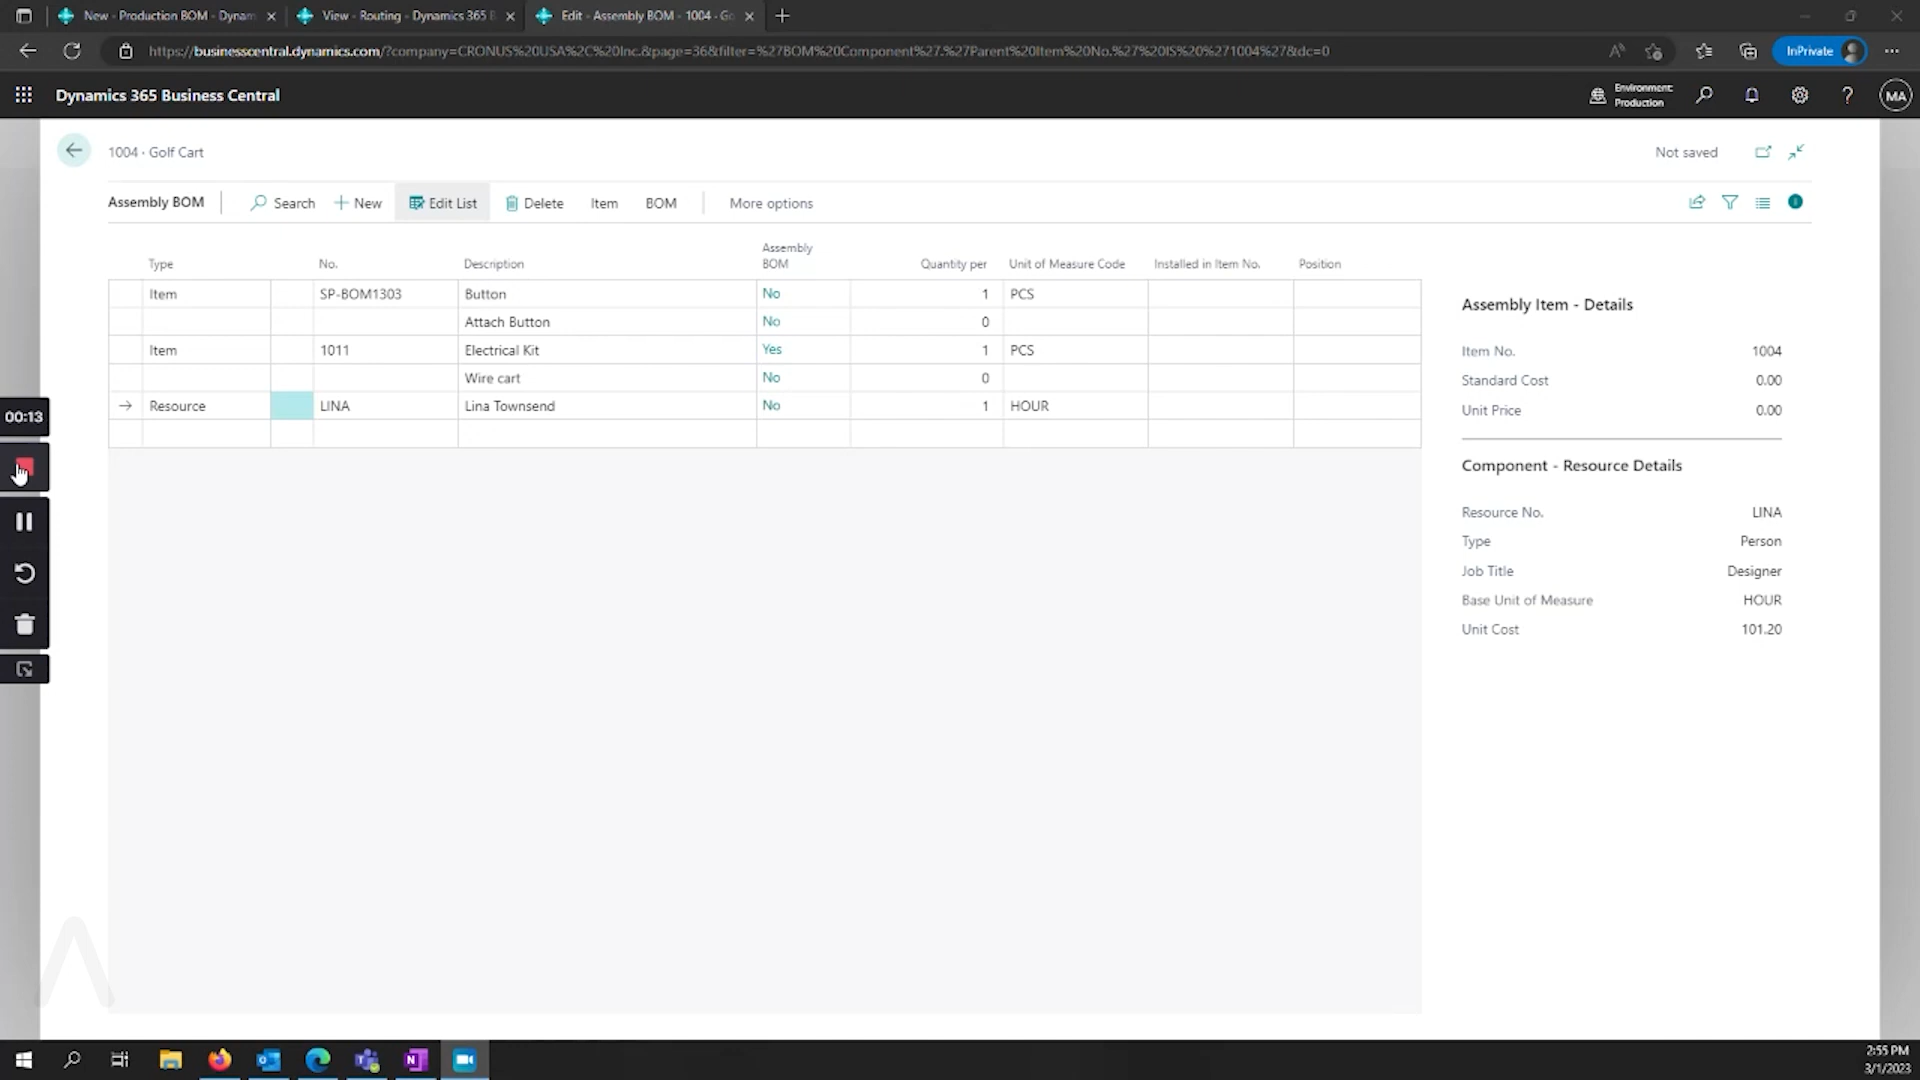 New - Production BOM - Dynam
View - Routing - Dynamics 365 B
Edit - Assembly BOM - 1004 - Go
https://businesscentral.dynamics.com/?company=CRONUS%20USA%2C%20Inc.&page=36&filter=%27BOM%20Component%27.%27Parent%20Item%20No.%27%20IS%20%271004%27&dc=0
InPrivate
Dynamics 365 Business Central
Environment:
Production
MA
1004 · Golf Cart
Not saved
Assembly BOM
Search
New
Edit List
Delete
Item
BOM
More options
Type No. Description Assembly BOM Quantity per Unit of Measure Code Installed in Item No. Position
Item SP-BOM1303 Button No 1 PCS
Attach Button No 0
Item 1011 Electrical Kit Yes 1 PCS
Wire cart No 0
Resource LINA Lina Townsend No 1 HOUR
Assembly Item - Details
Item No. 1004
Standard Cost 0.00
Unit Price 0.00
Component - Resource Details
Resource No. LINA
Type Person
Job Title Designer
Base Unit of Measure HOUR
Unit Cost 101.20
00:13
2:55 PM
3/1/2023